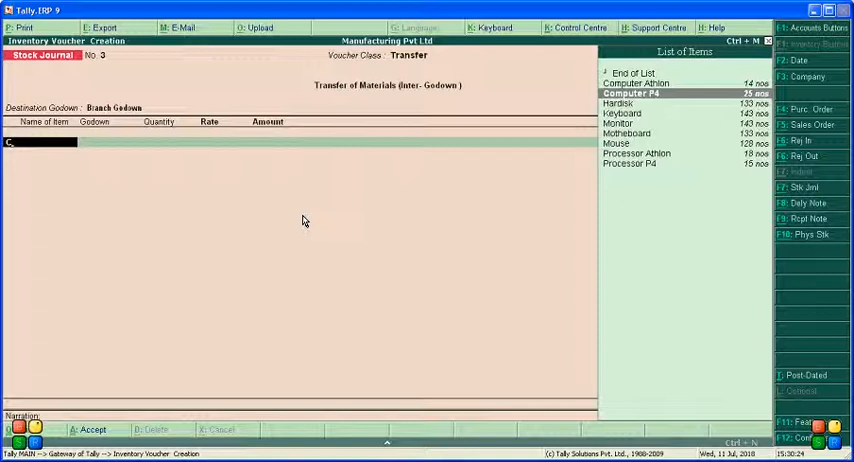 Tally.ERP 9
P: Print E: Export M: E-Mail O: Upload G: Language K: Keyboard K: Control Centre H: Support Centre H: Help
F1: Accounts Buttons
Inventory Voucher Creation Manufacturing Pvt Ltd Ctrl + M
F1: Inventory Buttons
Stock Journal No. 3 Voucher Class : Transfer List of Items
F2: Date
End of List
F3: Company
Computer Athlon 14 nos
Transfer of Materials (Inter- Godown )
Computer P4 25 nos
Hardisk 133 nos
Destination Godown : Branch Godown
F4: Purc. Order
Keyboard 143 nos
Name of Item Godown Quantity Rate Amount
Monitor 143 nos
F5: Sales Order
Motheboard 133 nos
C
Mouse 128 nos
F6: Rej In
Processor Athlon 18 nos
F6: Rej Out
Processor P4 15 nos
F7: Stk Jrnl
F8: Dely Note
F9: Rcpt Note
F10: Phys Stk
T: Post-Dated
L: Optional
Narration:
F11: Feat
A: Accept D: Delete X: Cancel
S R
S R
F12: Conf
Ctrl + N
Tally MAIN --> Gateway of Tally --> Inventory Voucher Creation (c) Tally Solutions Pvt. Ltd., 1988-2009 Wed, 11 Jul, 2018 15:30:24